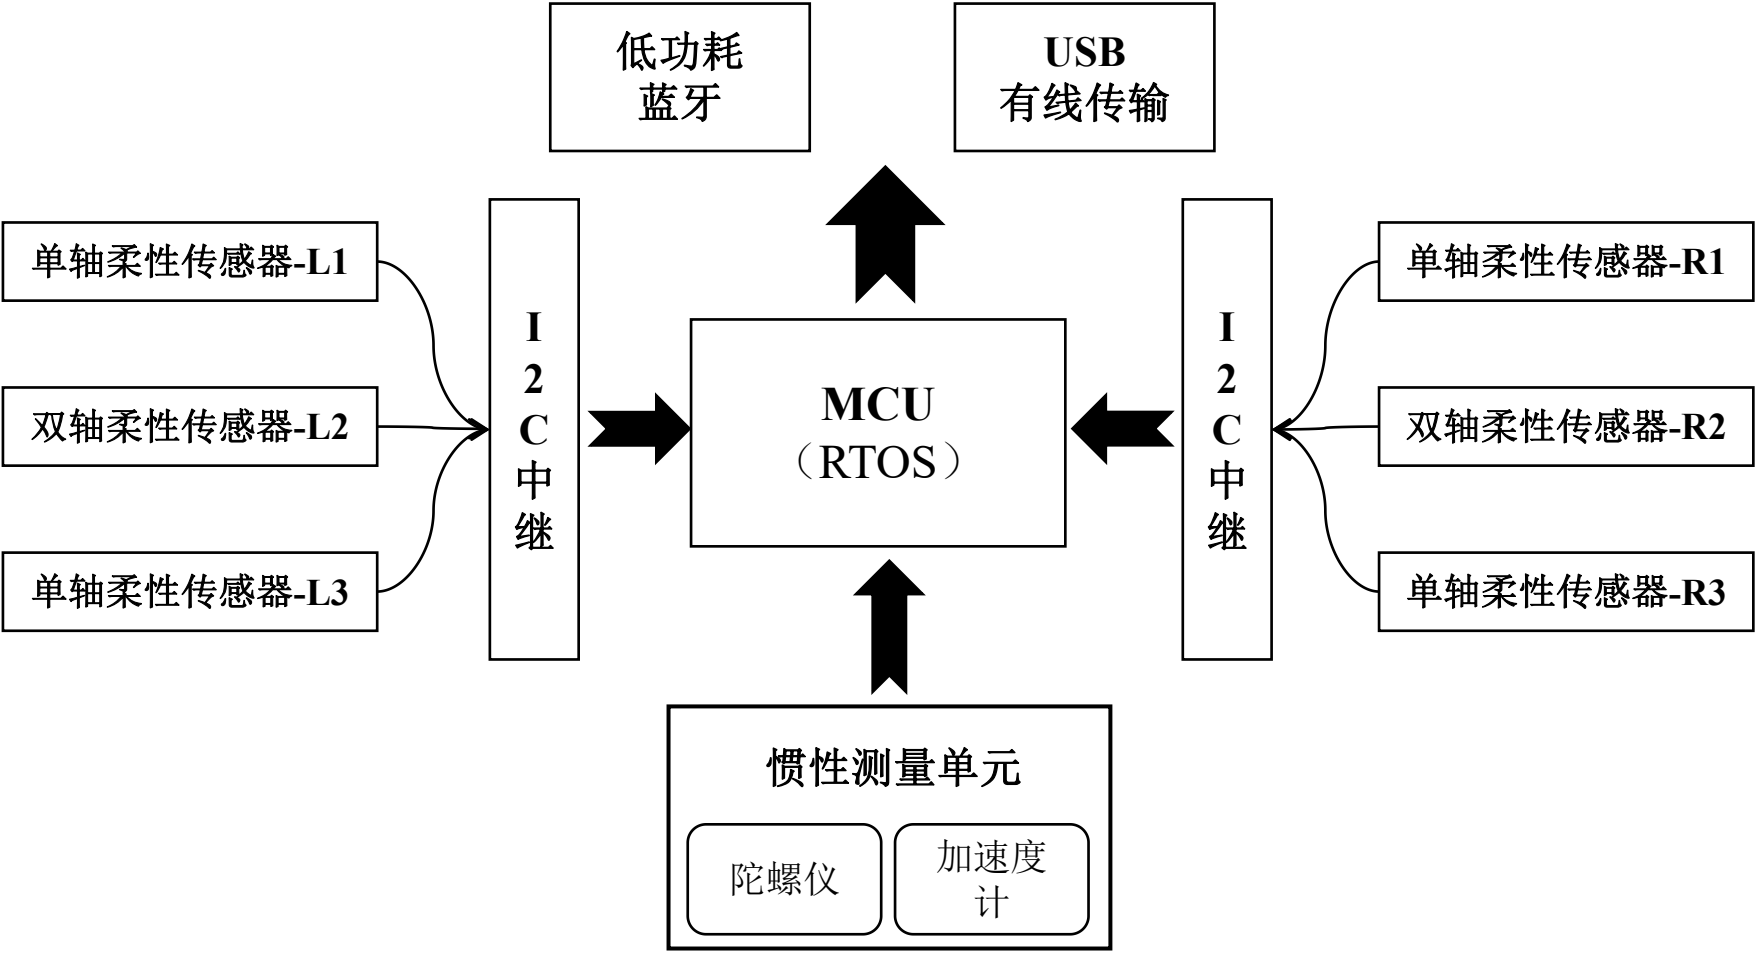 低功耗
蓝牙
USB
有线传输
单轴柔性传感器-L1
双轴柔性传感器-L2
单轴柔性传感器-L3
I
2
C
中
继
MCU
（RTOS）
I
2
C
中
继
单轴柔性传感器-R1
双轴柔性传感器-R2
单轴柔性传感器-R3
惯性测量单元
陀螺仪
加速度
计